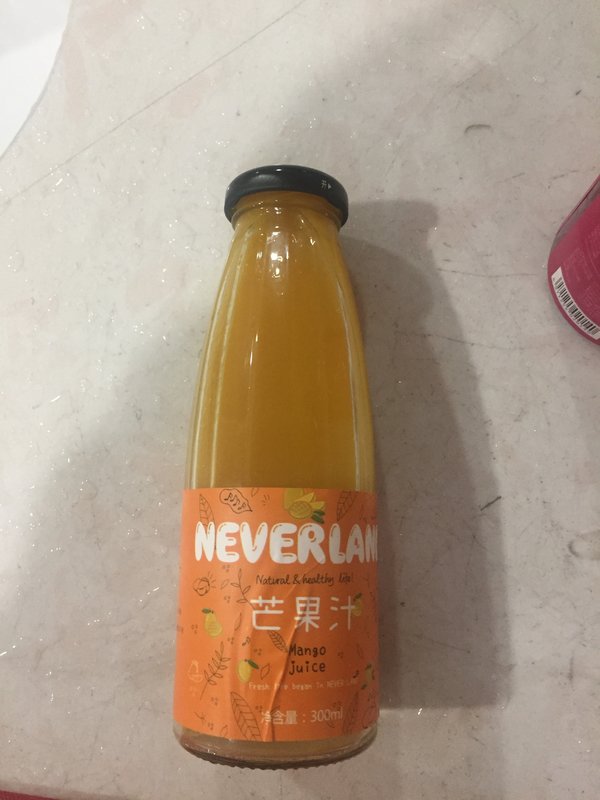 NEVERLAN
Natural & healthy life!
芒果汁
Mango
juice
净含量：300ml